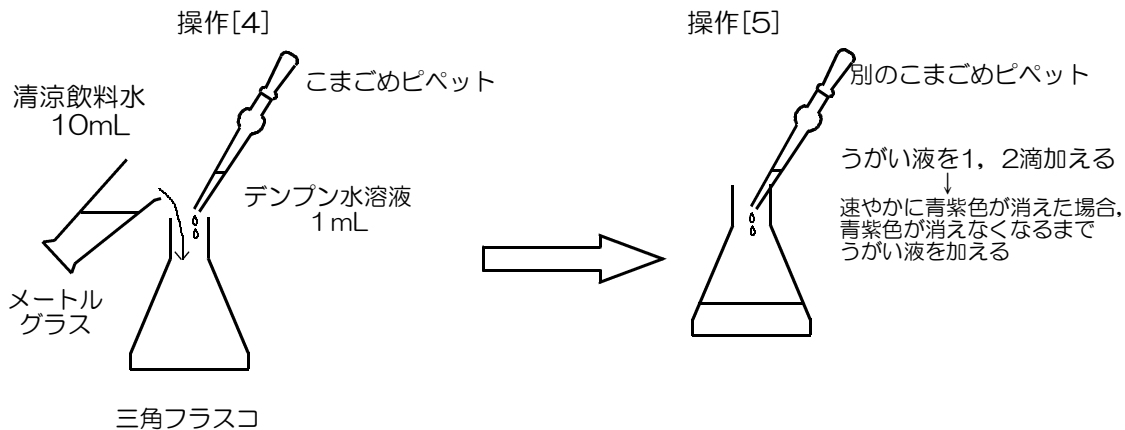 操作[4]
こまごめピペット
清涼飲料水
10mL
デンプン水溶液
1mL
メートル
グラス
三角フラスコ
操作[5]
別のこまごめピペット
うがい液を1，2滴加える
↓
速やかに青紫色が消えた場合，
青紫色が消えなくなるまで
うがい液を加える